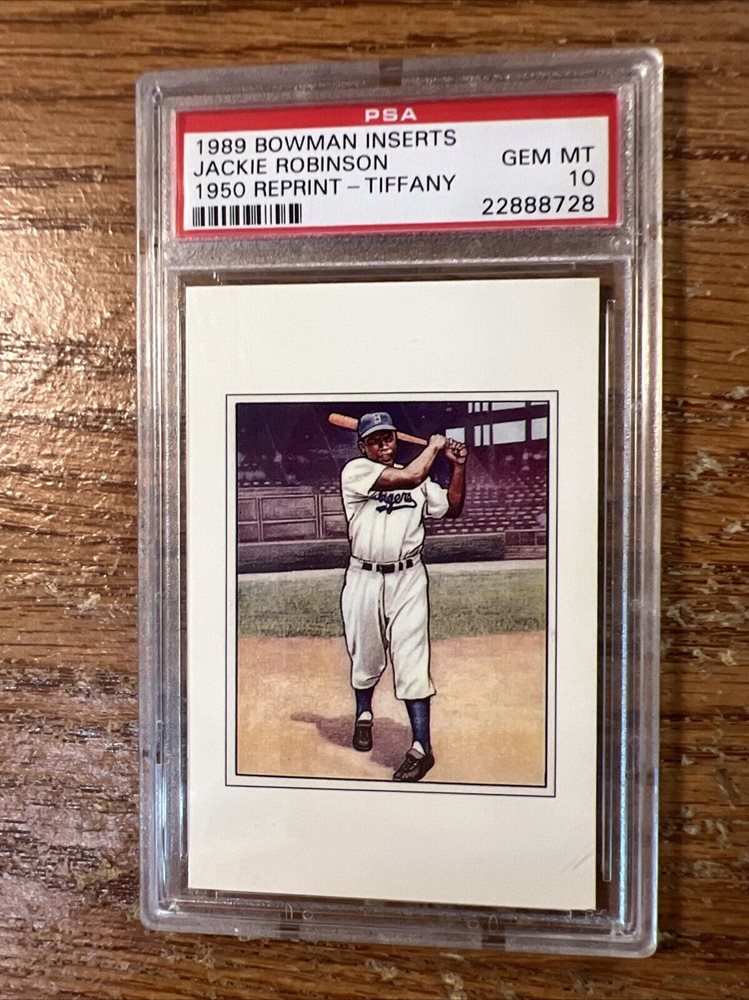 PSA
1989 BOWMAN INSERTS
JACKIE ROBINSON GEM MT
1950 REPRINT – TIFFANY 10
22888728
B
Dodgers